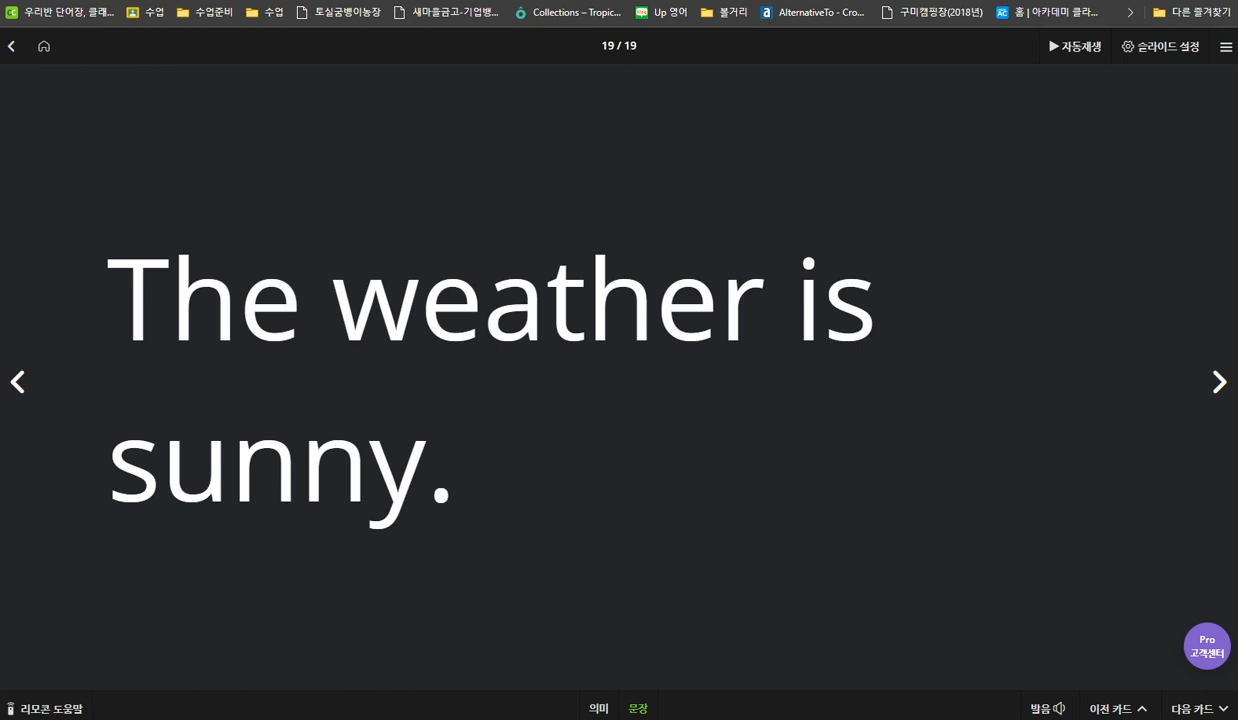 우리반 단어장, 클래... 수업 수업준비 수업 토실굼벵이농장 새마을금고-기업뱅... Collections – Tropic... Up 영어 볼거리 AlternativeTo - Cro... 구미캠핑장(2018년) 홈 | 아카데미 클라... 다른 즐겨찾기
19 / 19 자동재생 슬라이드 설정
The weather is
sunny.
Pro
고객센터
리모콘 도움말 의미 문장 발음 이전 카드 다음 카드